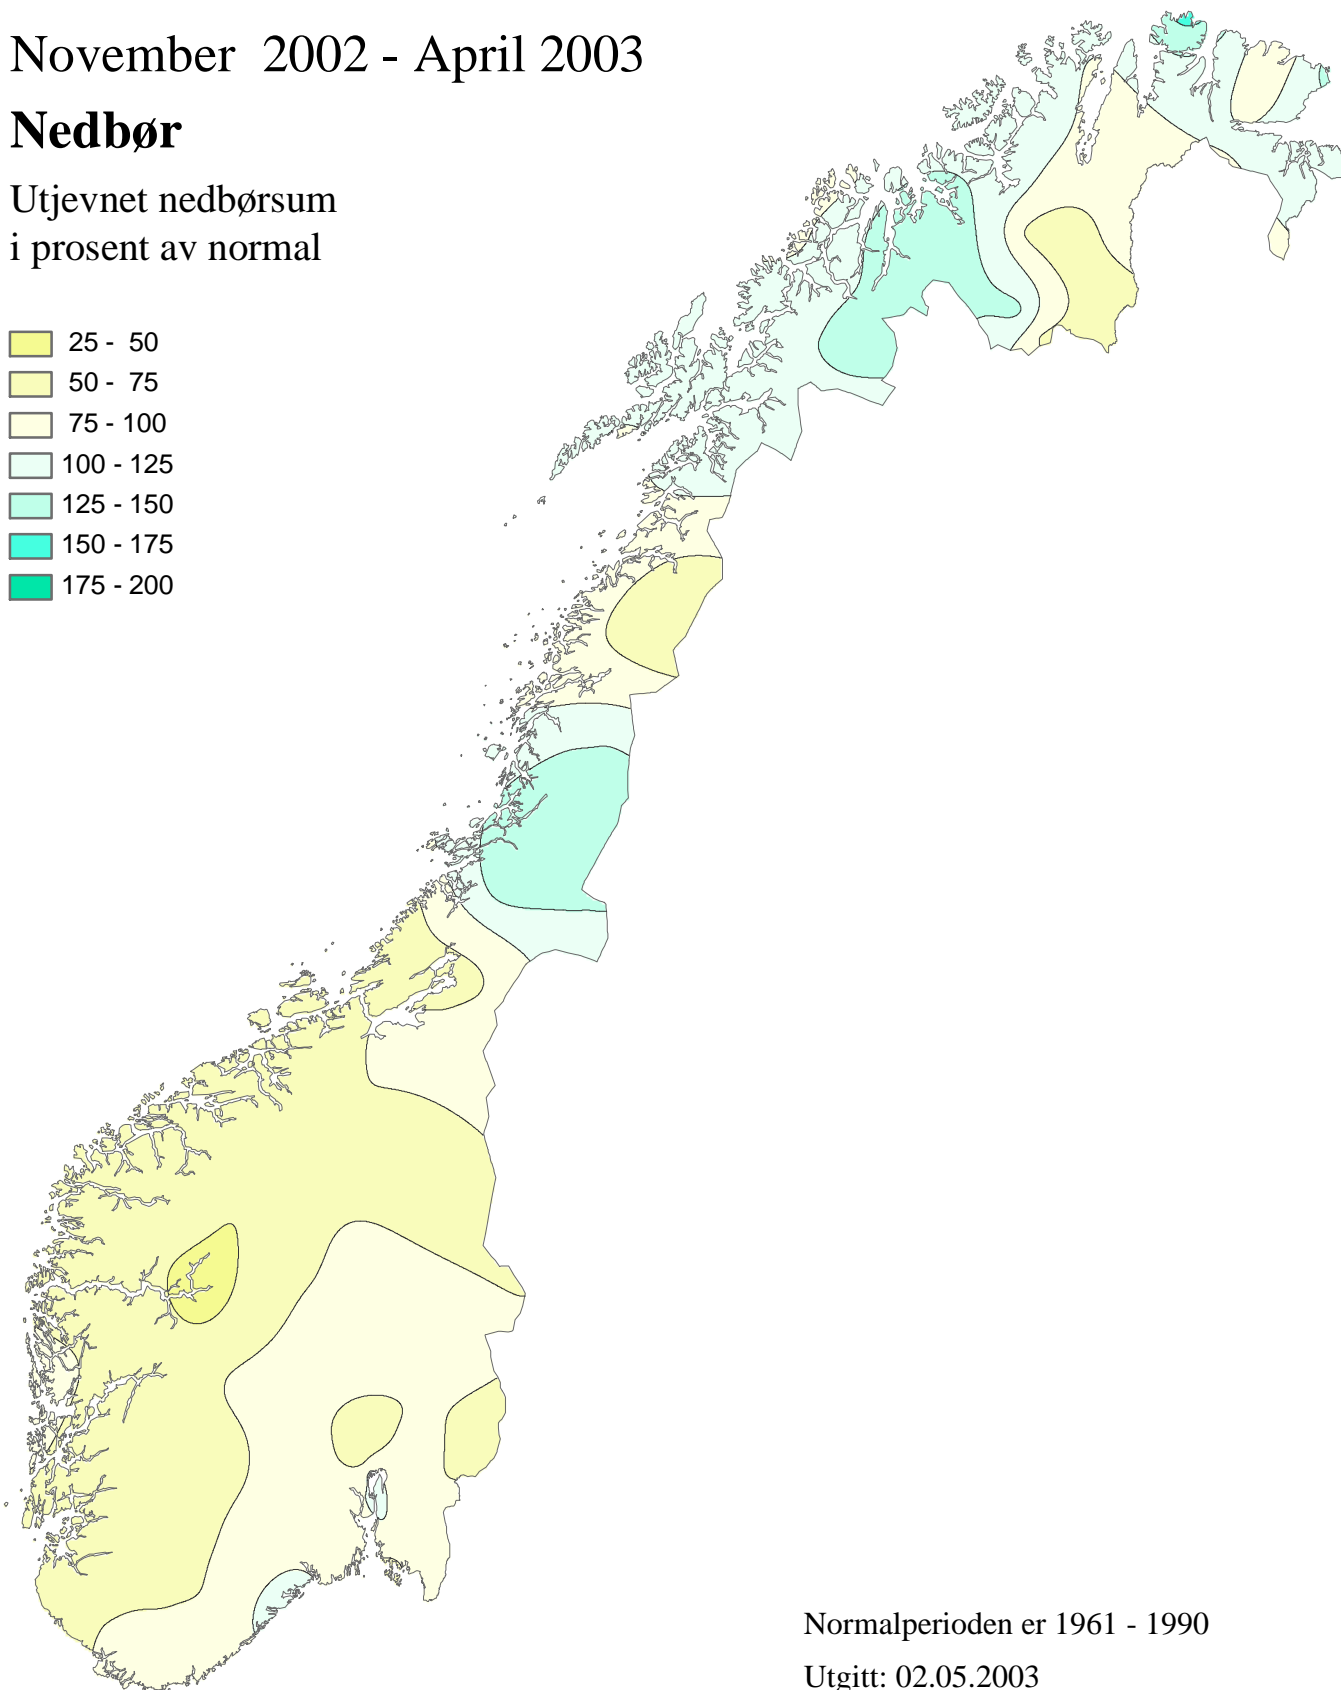 November 2002 - April 2003
Nedbør
Utjevnet nedbørsum
i prosent av normal
25 - 50
50 - 75
75 - 100
100 - 125
125 - 150
150 - 175
175 - 200
Normalperioden er 1961 - 1990
Utgitt: 02.05.2003